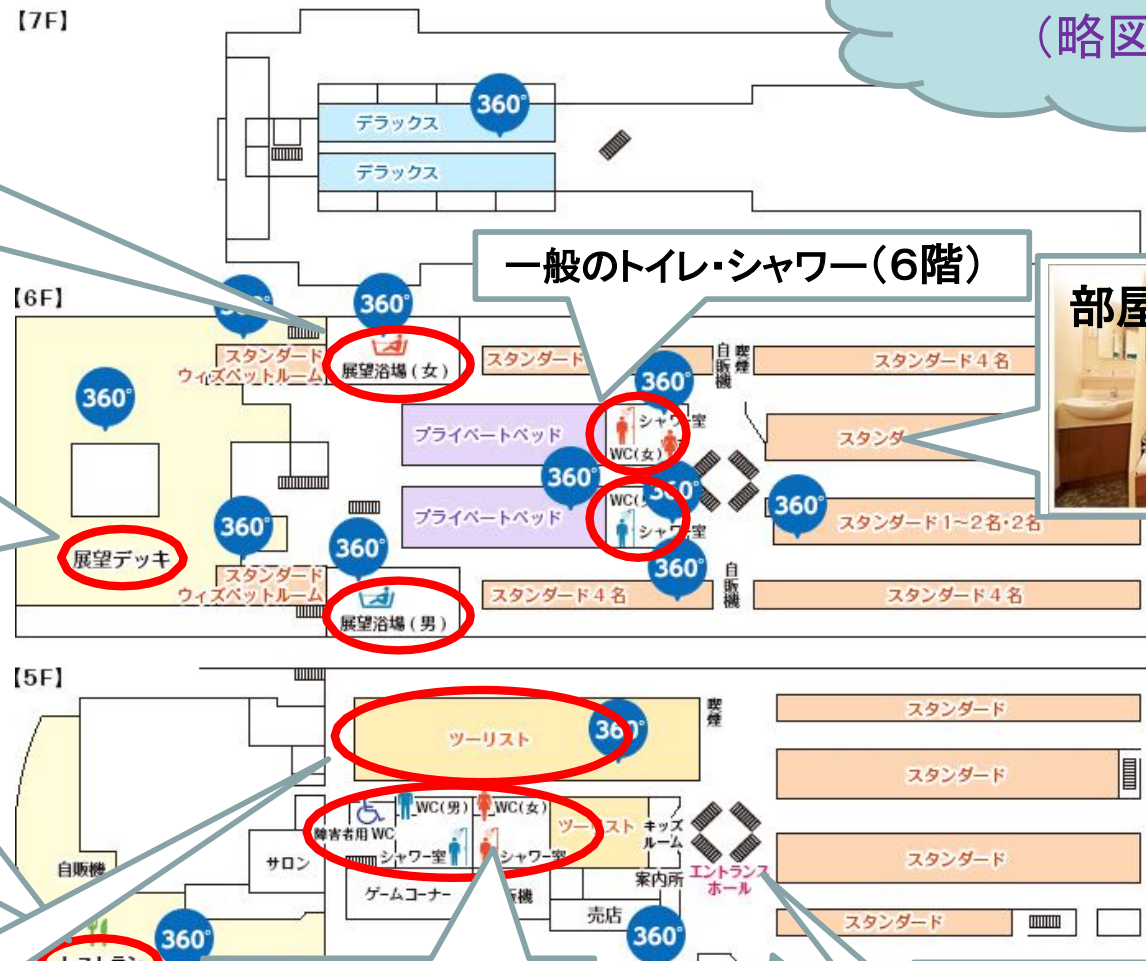 【7F】
(略図
360°
デラックス
デラックス
一般のトイレ・シャワー(6階)
【6F】
360°
部屋
スタンダード
ウィズペットルーム
展望浴場(女)
スタンダード
自販機
喫煙
スタンダード4名
360°
360°
プライベートベッド
シャワー室
WC(女)
スタンダ
360°
360°
プライベートベッド
シャワー室
360°
スタンダード1~2名・2名
360°
展望デッキ
360°
360°
スタンダード
ウィズペットルーム
展望浴場(男)
スタンダード4名
自販機
スタンダード4名
【5F】
ツーリスト
360°
喫煙
スタンダード
スタンダード
障害者用WC
WC(男)
WC(女)
ツーリスト
キッズ
ルーム
シャワー室
シャワー室
エントランス
ホール
スタンダード
自販機
サロン
ゲームコーナー
販機
案内所
売店
スタンダード
360°
360°